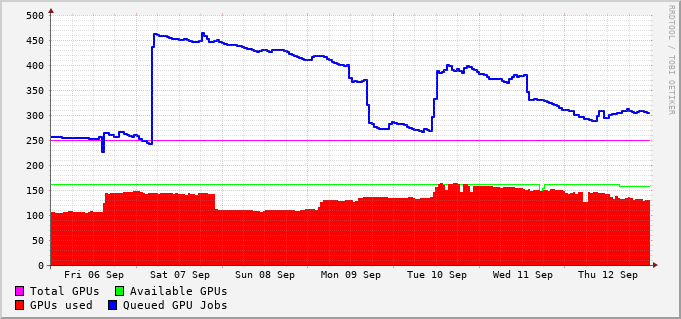 500
450
400
350
300
250
200
150
100
50
0
Fri 06 Sep Sat 07 Sep Sun 08 Sep Mon 09 Sep Tue 10 Sep Wed 11 Sep Thu 12 Sep
Total GPUs Available GPUs
GPUs used Queued GPU Jobs
RRDTOOL / TOBI OETIKER